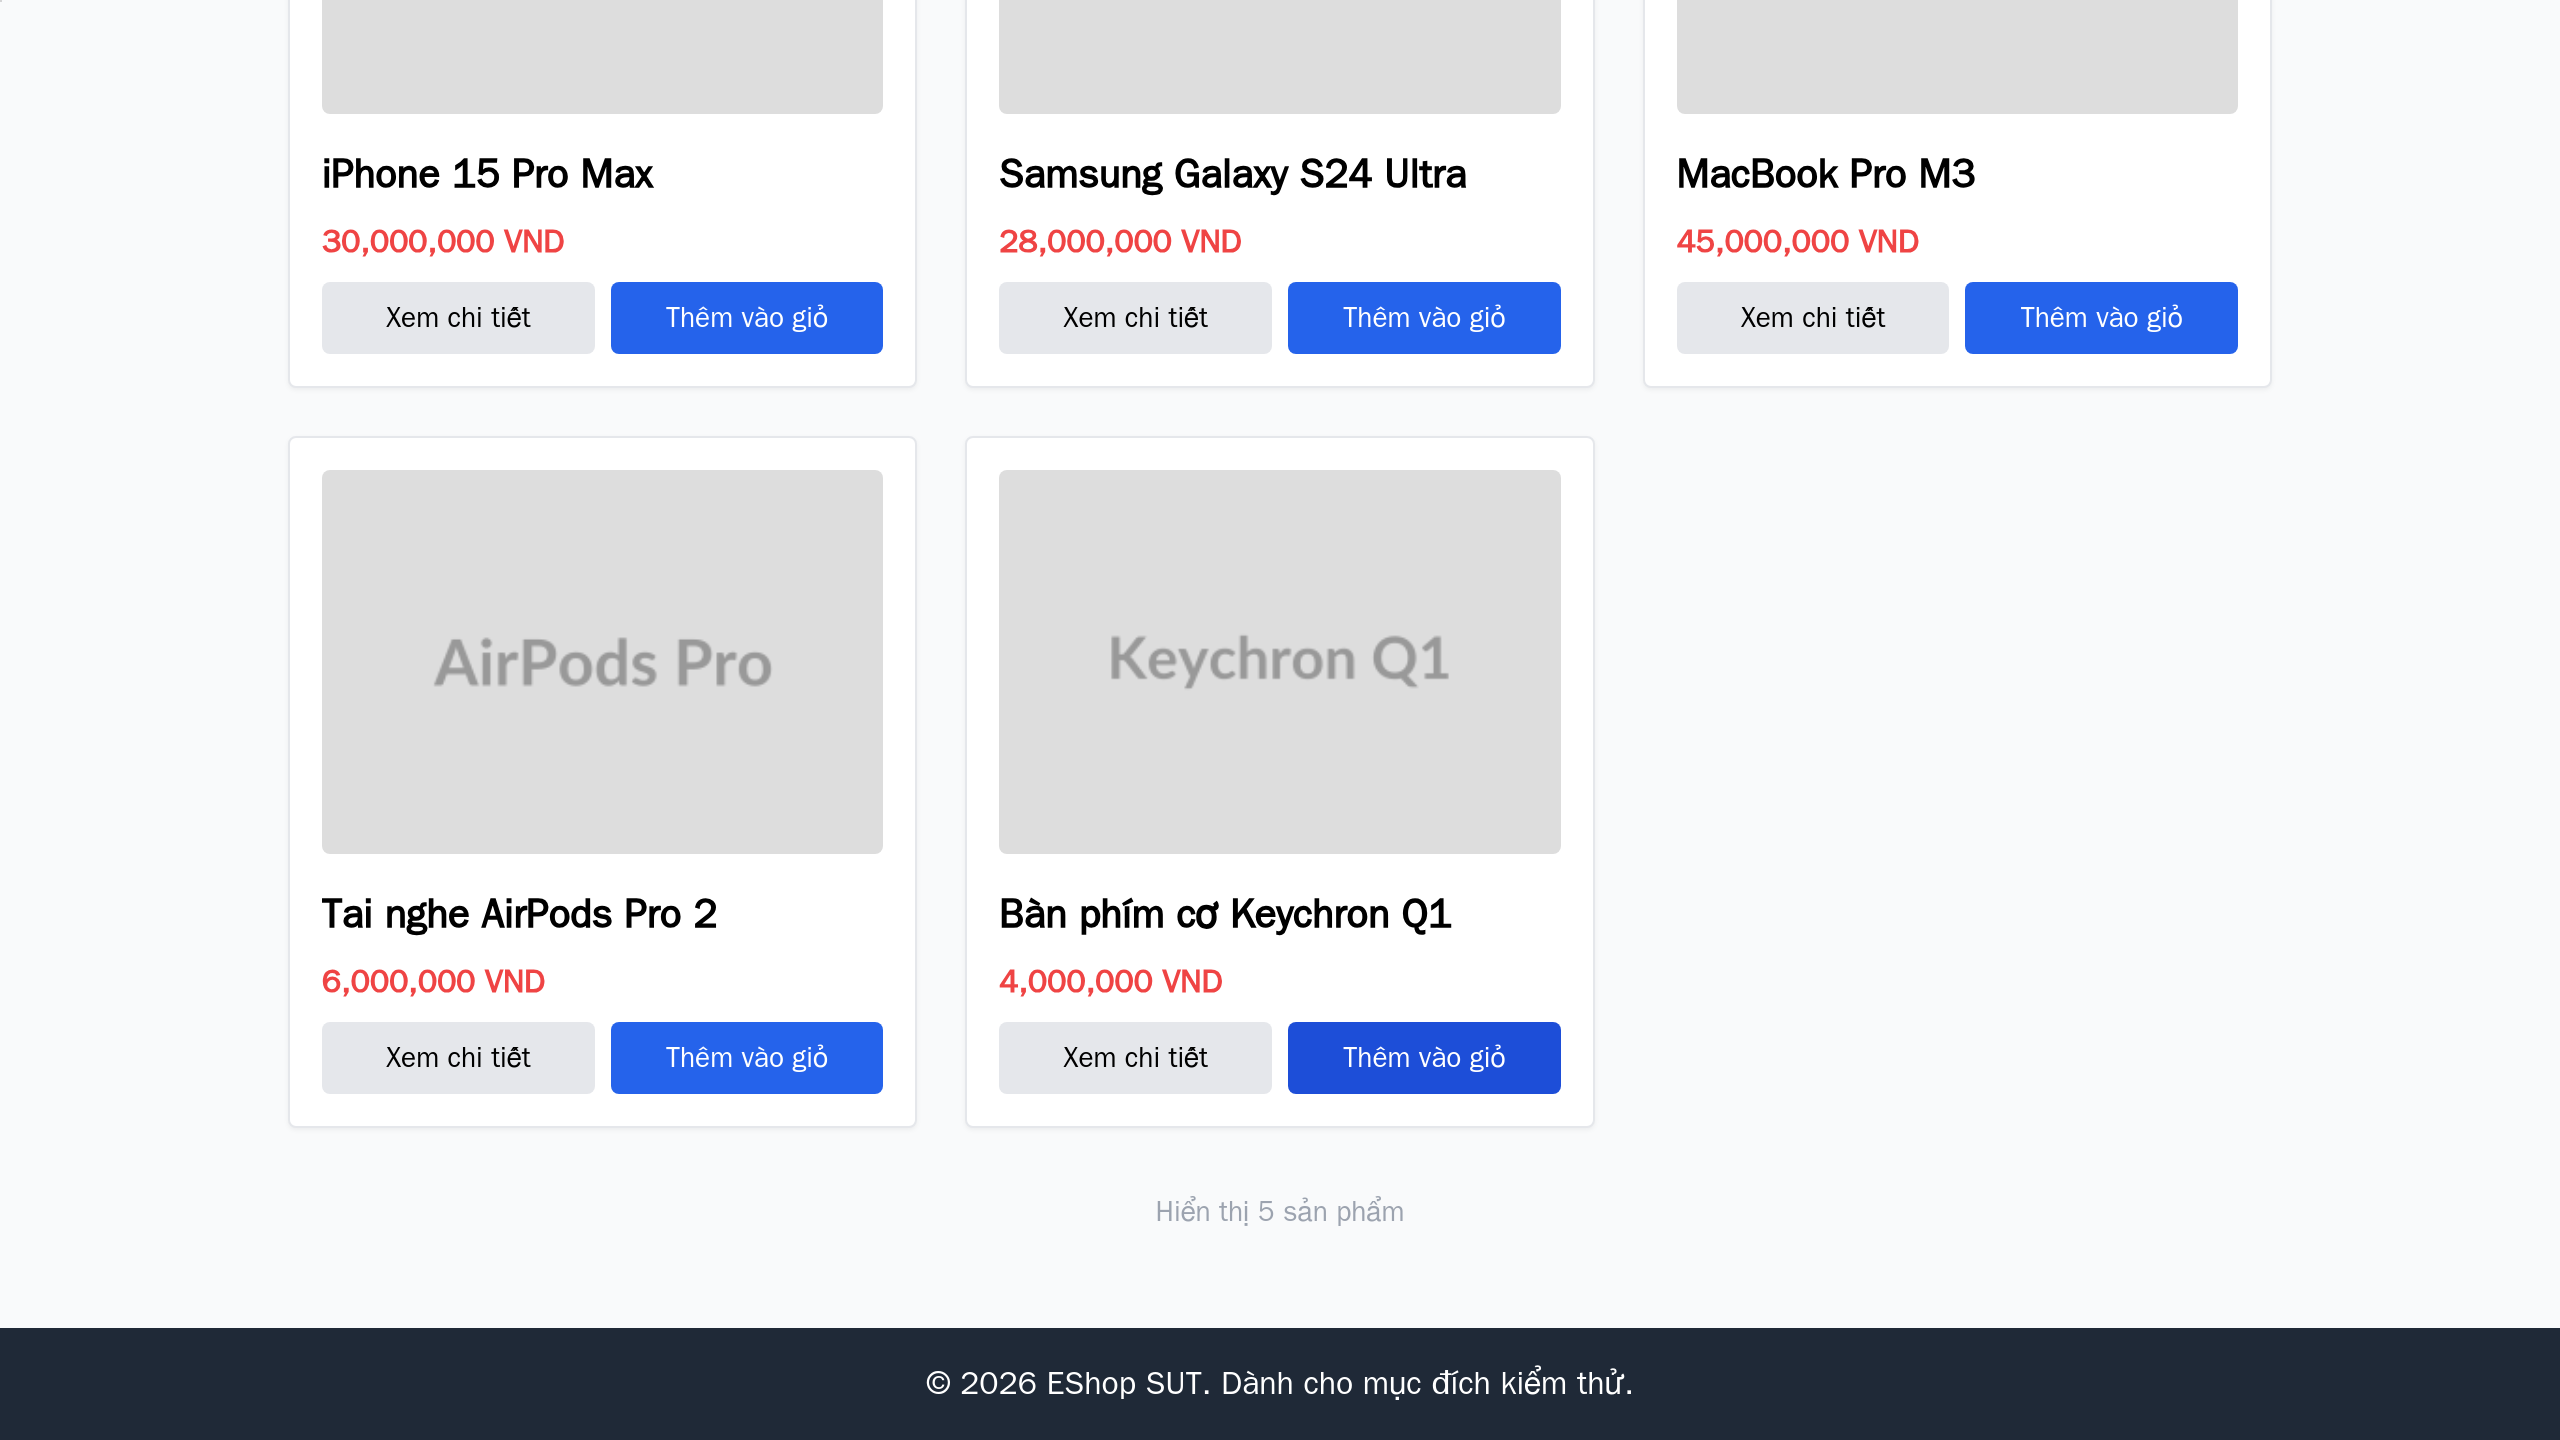 iPhone 15 Pro Max
30,000,000 VND
Xem chi tiết
Thêm vào giỏ
Samsung Galaxy S24 Ultra
28,000,000 VND
Xem chi tiết
Thêm vào giỏ
MacBook Pro M3
45,000,000 VND
Xem chi tiết
Thêm vào giỏ
AirPods Pro
Tai nghe AirPods Pro 2
6,000,000 VND
Xem chi tiết
Thêm vào giỏ
Keychron Q1
Bàn phím cơ Keychron Q1
4,000,000 VND
Xem chi tiết
Thêm vào giỏ
Hiển thị 5 sản phẩm
© 2026 EShop SUT. Dành cho mục đích kiểm thử.